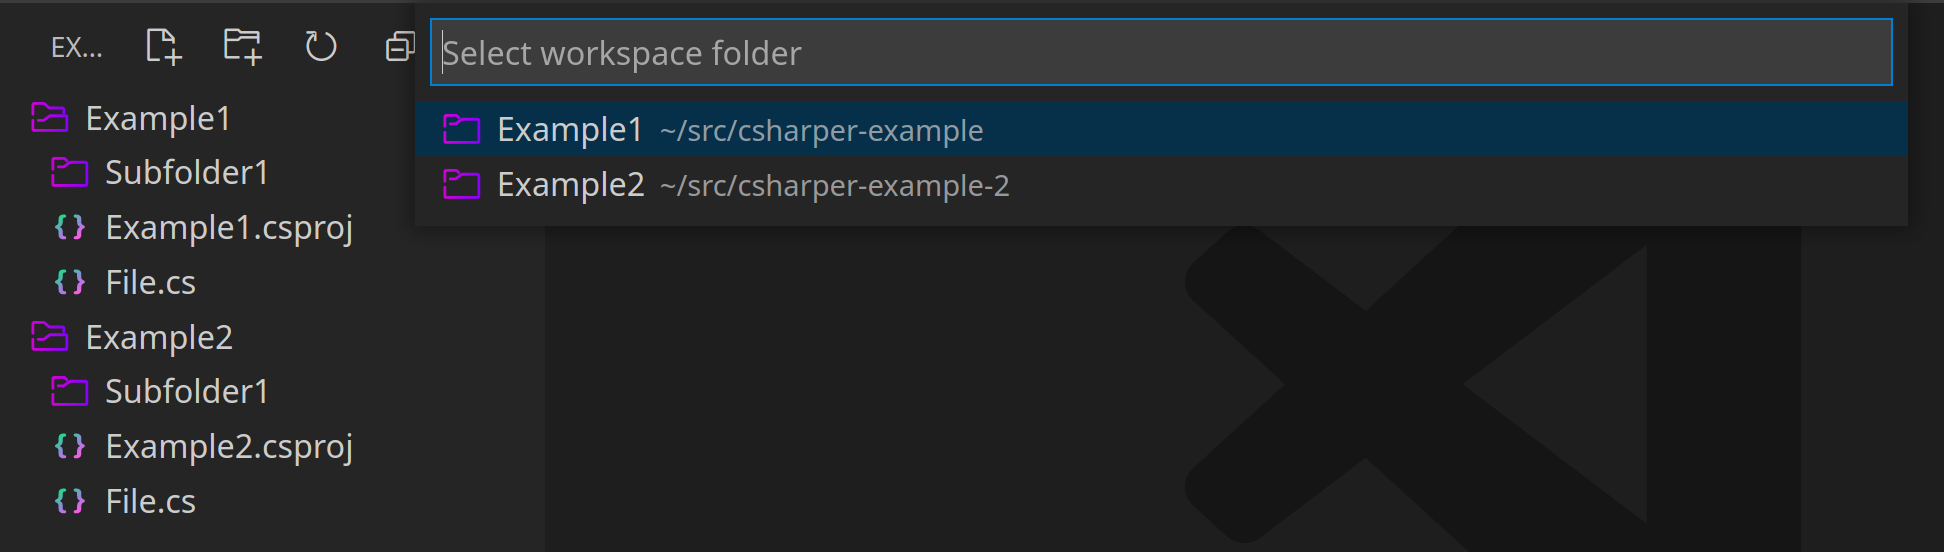 EX...
Example1
Subfolder1
Example1.csproj
File.cs
Example2
Subfolder1
Example2.csproj
File.cs
Select workspace folder
Example1 ~/src/csharper-example
Example2 ~/src/csharper-example-2